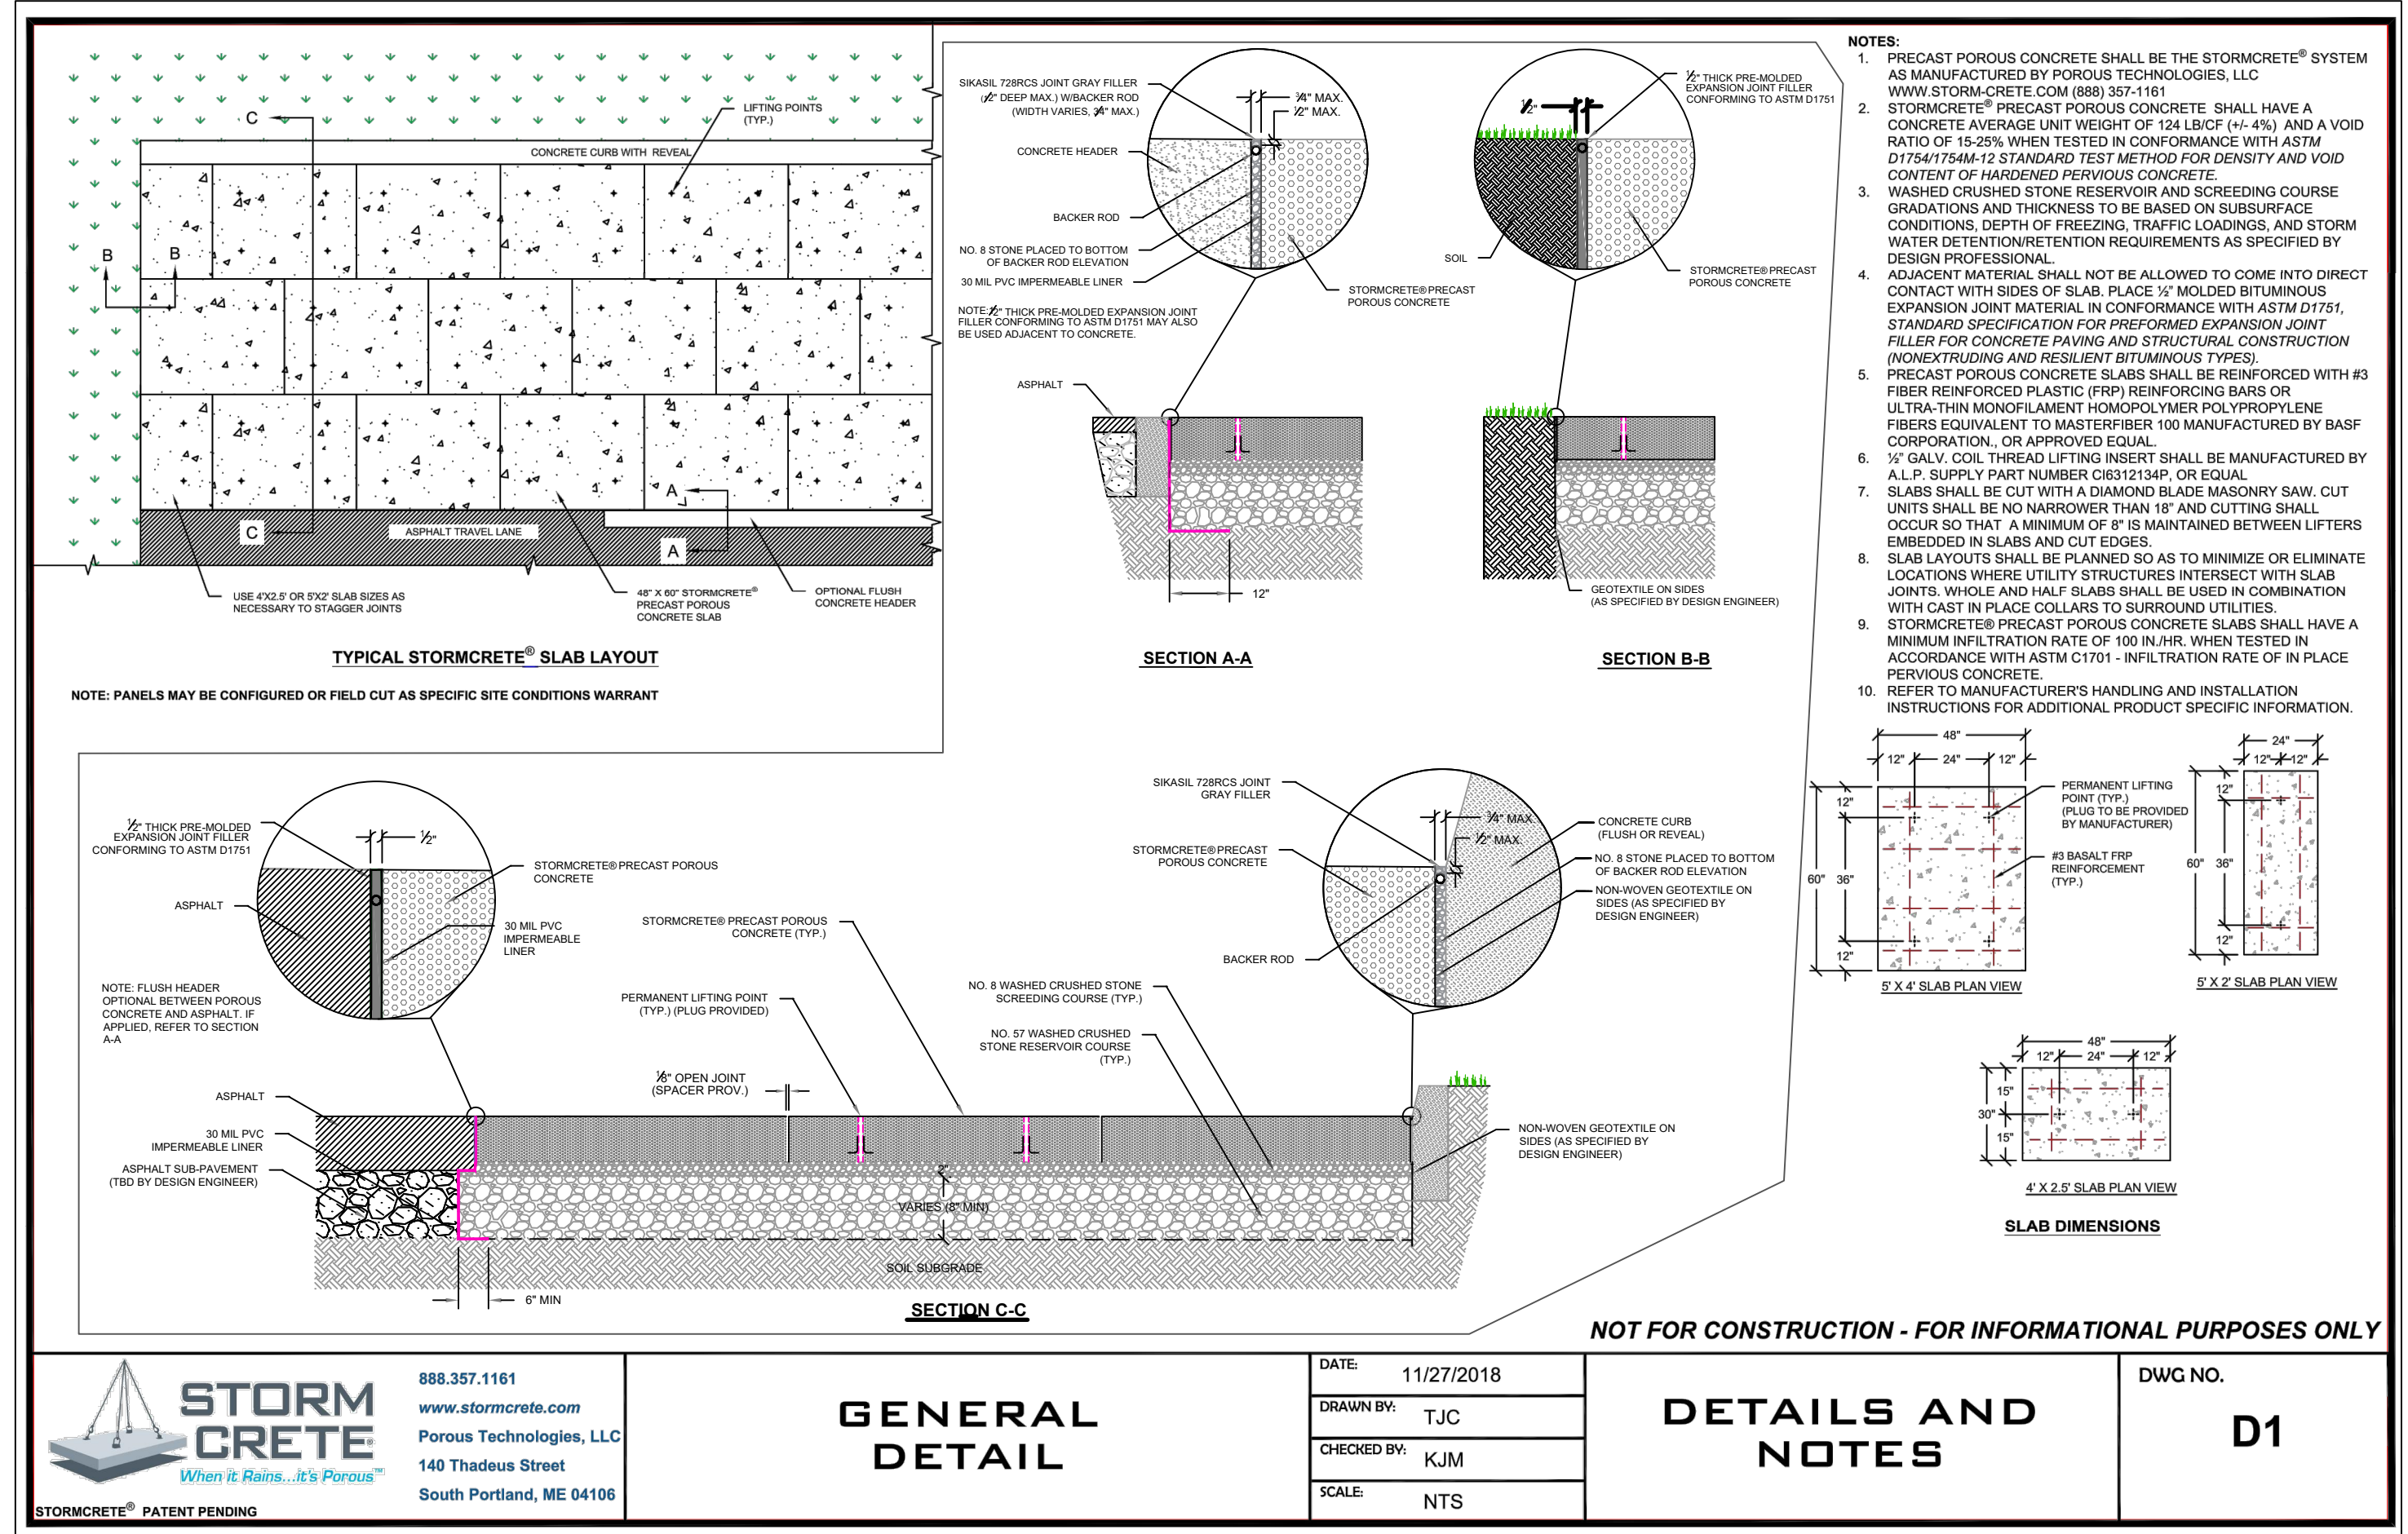 C
LIFTING POINTS
(TYP.)
CONCRETE CURB WITH REVEAL
B
B
A
C
ASPHALT TRAVEL LANE
A
USE 4'X2.5' OR 5'X2' SLAB SIZES AS
NECESSARY TO STAGGER JOINTS
48" X 60" STORMCRETE®
PRECAST POROUS
CONCRETE SLAB
OPTIONAL FLUSH
CONCRETE HEADER
TYPICAL STORMCRETE® SLAB LAYOUT
NOTE: PANELS MAY BE CONFIGURED OR FIELD CUT AS SPECIFIC SITE CONDITIONS WARRANT
SIKASIL 728RCS JOINT GRAY FILLER
(½" DEEP MAX.) W/BACKER ROD
(WIDTH VARIES, ¾" MAX.)
¾" MAX.
½" MAX.
CONCRETE HEADER
BACKER ROD
NO. 8 STONE PLACED TO BOTTOM
OF BACKER ROD ELEVATION
30 MIL PVC IMPERMEABLE LINER
STORMCRETE® PRECAST
POROUS CONCRETE
NOTE: ½" THICK PRE-MOLDED EXPANSION JOINT
FILLER CONFORMING TO ASTM D1751 MAY ALSO
BE USED ADJACENT TO CONCRETE.
ASPHALT
12"
SECTION A-A
½" THICK PRE-MOLDED
EXPANSION JOINT FILLER
CONFORMING TO ASTM D1751
½"
SOIL
STORMCRETE® PRECAST
POROUS CONCRETE
GEOTEXTILE ON SIDES
(AS SPECIFIED BY DESIGN ENGINEER)
SECTION B-B
NOTES:
1. PRECAST POROUS CONCRETE SHALL BE THE STORMCRETE® SYSTEM
AS MANUFACTURED BY POROUS TECHNOLOGIES, LLC
WWW.STORM-CRETE.COM (888) 357-1161
2. STORMCRETE® PRECAST POROUS CONCRETE SHALL HAVE A
CONCRETE AVERAGE UNIT WEIGHT OF 124 LB/CF (+/- 4%) AND A VOID
RATIO OF 15-25% WHEN TESTED IN CONFORMANCE WITH ASTM
D1754/1754M-12 STANDARD TEST METHOD FOR DENSITY AND VOID
CONTENT OF HARDENED PERVIOUS CONCRETE.
3. WASHED CRUSHED STONE RESERVOIR AND SCREEDING COURSE
GRADATIONS AND THICKNESS TO BE BASED ON SUBSURFACE
CONDITIONS, DEPTH OF FREEZING, TRAFFIC LOADINGS, AND STORM
WATER DETENTION/RETENTION REQUIREMENTS AS SPECIFIED BY
DESIGN PROFESSIONAL.
4. ADJACENT MATERIAL SHALL NOT BE ALLOWED TO COME INTO DIRECT
CONTACT WITH SIDES OF SLAB. PLACE ½" MOLDED BITUMINOUS
EXPANSION JOINT MATERIAL IN CONFORMANCE WITH ASTM D1751,
STANDARD SPECIFICATION FOR PREFORMED EXPANSION JOINT
FILLER FOR CONCRETE PAVING AND STRUCTURAL CONSTRUCTION
(NONEXTRUDING AND RESILIENT BITUMINOUS TYPES).
5. PRECAST POROUS CONCRETE SLABS SHALL BE REINFORCED WITH #3
FIBER REINFORCED PLASTIC (FRP) REINFORCING BARS OR
ULTRA-THIN MONOFILAMENT HOMOPOLYMER POLYPROPYLENE
FIBERS EQUIVALENT TO MASTERFIBER 100 MANUFACTURED BY BASF
CORPORATION., OR APPROVED EQUAL.
6. ½" GALV. COIL THREAD LIFTING INSERT SHALL BE MANUFACTURED BY
A.L.P. SUPPLY PART NUMBER CI6312134P, OR EQUAL
7. SLABS SHALL BE CUT WITH A DIAMOND BLADE MASONRY SAW. CUT
UNITS SHALL BE NO NARROWER THAN 18" AND CUTTING SHALL
OCCUR SO THAT A MINIMUM OF 8" IS MAINTAINED BETWEEN LIFTERS
EMBEDDED IN SLABS AND CUT EDGES.
8. SLAB LAYOUTS SHALL BE PLANNED SO AS TO MINIMIZE OR ELIMINATE
LOCATIONS WHERE UTILITY STRUCTURES INTERSECT WITH SLAB
JOINTS. WHOLE AND HALF SLABS SHALL BE USED IN COMBINATION
WITH CAST IN PLACE COLLARS TO SURROUND UTILITIES.
9. STORMCRETE® PRECAST POROUS CONCRETE SLABS SHALL HAVE A
MINIMUM INFILTRATION RATE OF 100 IN./HR. WHEN TESTED IN
ACCORDANCE WITH ASTM C1701 - INFILTRATION RATE OF IN PLACE
PERVIOUS CONCRETE.
10. REFER TO MANUFACTURER'S HANDLING AND INSTALLATION
INSTRUCTIONS FOR ADDITIONAL PRODUCT SPECIFIC INFORMATION.
½" THICK PRE-MOLDED
EXPANSION JOINT FILLER
CONFORMING TO ASTM D1751
½"
STORMCRETE® PRECAST POROUS
CONCRETE
ASPHALT
30 MIL PVC
IMPERMEABLE
LINER
NOTE: FLUSH HEADER
OPTIONAL BETWEEN POROUS
CONCRETE AND ASPHALT. IF
APPLIED, REFER TO SECTION
A-A
STORMCRETE® PRECAST POROUS
CONCRETE (TYP.)
PERMANENT LIFTING POINT
(TYP.) (PLUG PROVIDED)
⅛" OPEN JOINT
(SPACER PROV.)
NO. 8 WASHED CRUSHED STONE
SCREEDING COURSE (TYP.)
NO. 57 WASHED CRUSHED
STONE RESERVOIR COURSE
(TYP.)
SIKASIL 728RCS JOINT
GRAY FILLER
¾" MAX.
½" MAX.
STORMCRETE® PRECAST
POROUS CONCRETE
BACKER ROD
CONCRETE CURB
(FLUSH OR REVEAL)
NO. 8 STONE PLACED TO BOTTOM
OF BACKER ROD ELEVATION
NON-WOVEN GEOTEXTILE ON
SIDES (AS SPECIFIED BY
DESIGN ENGINEER)
ASPHALT
30 MIL PVC
IMPERMEABLE LINER
ASPHALT SUB-PAVEMENT
(TBD BY DESIGN ENGINEER)
2"
VARIES (8" MIN)
SOIL SUBGRADE
6" MIN
NON-WOVEN GEOTEXTILE ON
SIDES (AS SPECIFIED BY
DESIGN ENGINEER)
SECTION C-C
48"
12" 24" 12"
60"
12"
36"
12"
PERMANENT LIFTING
POINT (TYP.)
(PLUG TO BE PROVIDED
BY MANUFACTURER)
#3 BASALT FRP
REINFORCEMENT
(TYP.)
5' X 4' SLAB PLAN VIEW
24"
12" 12"
60"
12"
36"
12"
5' X 2' SLAB PLAN VIEW
48"
12" 24" 12"
15"
30"
15"
4' X 2.5' SLAB PLAN VIEW
SLAB DIMENSIONS
NOT FOR CONSTRUCTION - FOR INFORMATIONAL PURPOSES ONLY
STORM
CRETE®
When it Rains...it's Porous™
STORMCRETE® PATENT PENDING
888.357.1161
www.stormcrete.com
Porous Technologies, LLC
140 Thadeus Street
South Portland, ME 04106
GENERAL
DETAIL
DATE: 11/27/2018
DRAWN BY: TJC
CHECKED BY: KJM
SCALE: NTS
DETAILS AND
NOTES
DWG NO.
D1